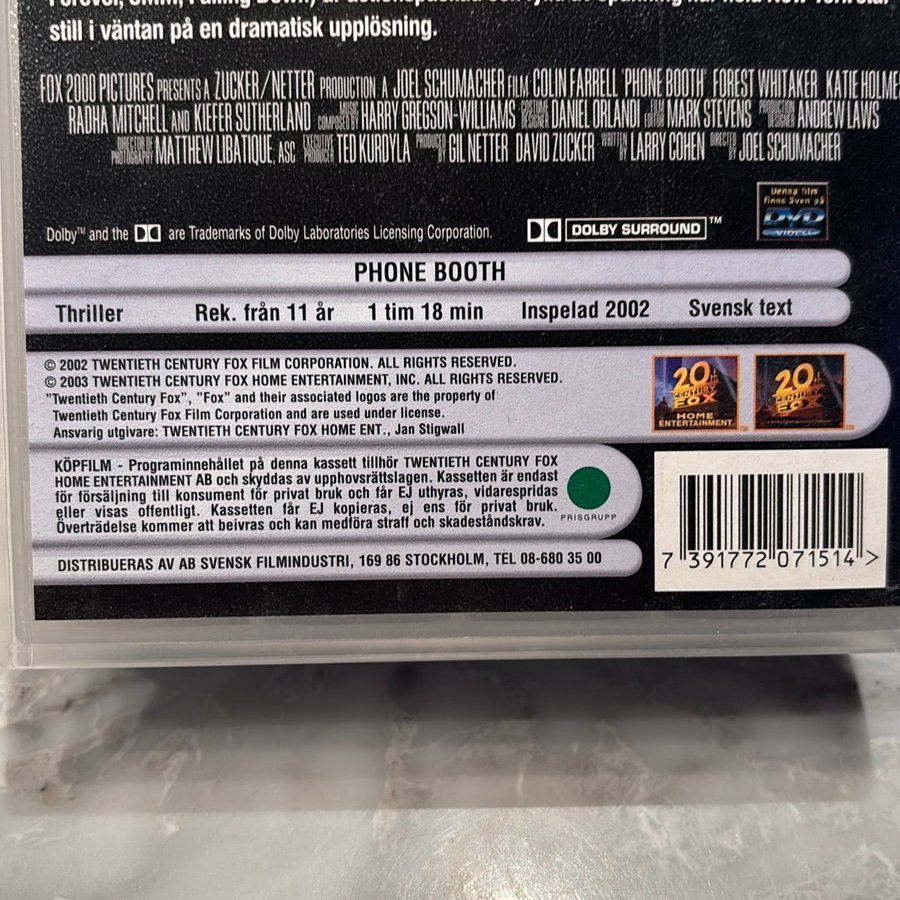 still i väntan på en dramatisk upplösning.
FOX 2000 PICTURES PRESENTS A ZUCKER/NETTER PRODUCTION A JOEL SCHUMACHER FILM COLIN FARRELL 'PHONE BOOTH' FOREST WHITAKER KATIE HOLMES
RADHA MITCHELL AND KIEFER SUTHERLAND MUSIC COMPOSED BY HARRY GREGSON-WILLIAMS COSTUME DESIGNER DANIEL ORLANDI EDITOR MARK STEVENS PRODUCTION DESIGNER ANDREW LAWS
DIRECTOR OF PHOTOGRAPHY MATTHEW LIBATIQUE, ASC EXECUTIVE PRODUCER TED KURDYLA PRODUCED BY GIL NETTER DAVID ZUCKER WRITTEN BY LARRY COHEN DIRECTED BY JOEL SCHUMACHER
Denna film
finns även på
DVD
VIDEO
Dolby™ and the are Trademarks of Dolby Laboratories Licensing Corporation.
DOLBY SURROUND™
PHONE BOOTH
Thriller Rek. från 11 år 1 tim 18 min Inspelad 2002 Svensk text
© 2002 TWENTIETH CENTURY FOX FILM CORPORATION. ALL RIGHTS RESERVED.
© 2003 TWENTIETH CENTURY FOX HOME ENTERTAINMENT, INC. ALL RIGHTS RESERVED.
"Twentieth Century Fox", "Fox" and their associated logos are the property of
Twentieth Century Fox Film Corporation and are used under license.
Ansvarig utgivare: TWENTIETH CENTURY FOX HOME ENT., Jan Stigwall
20th
CENTURY
FOX
HOME
ENTERTAINMENT™
20th
CENTURY
FOX
KÖPFILM - Programinnehållet på denna kassett tillhör TWENTIETH CENTURY FOX
HOME ENTERTAINMENT AB och skyddas av upphovsrättslagen. Kassetten är endast
för försäljning till konsument för privat bruk och får EJ uthyras, vidarespridas
eller visas offentligt. Kassetten får EJ kopieras, ej ens för privat bruk.
Överträdelse kommer att beivras och kan medföra straff och skadeståndskrav.
PRISGRUPP
DISTRIBUERAS AV AB SVENSK FILMINDUSTRI, 169 86 STOCKHOLM, TEL 08-680 35 00
7 391772 071514 >